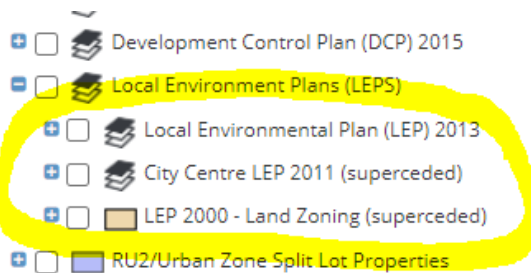 Development Control Plan (DCP) 2015
Local Environment Plans (LEPS)
Local Environmental Plan (LEP) 2013
City Centre LEP 2011 (superceded)
LEP 2000 - Land Zoning (superceded)
RU2/Urban Zone Split Lot Properties